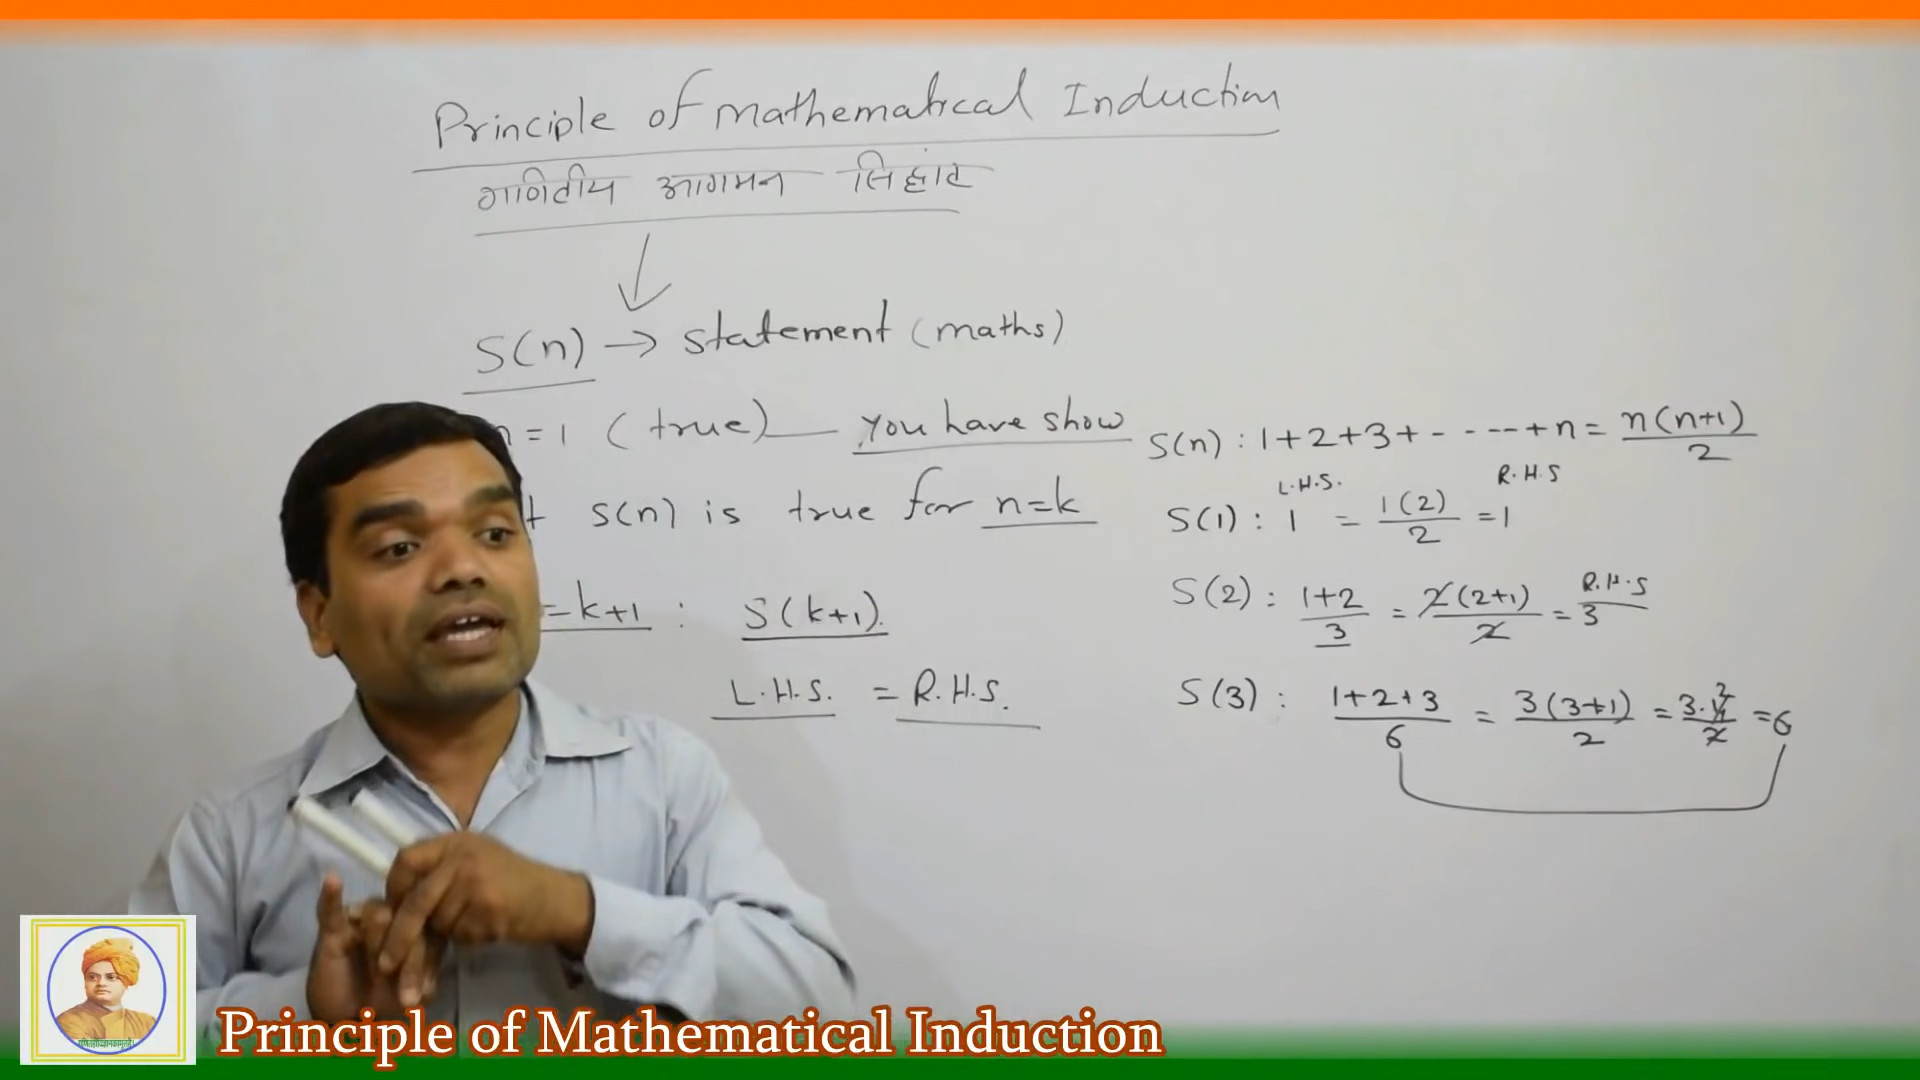 Principle of mathematical Induction
गणितीय आगमन सिद्धांत
S(n) → statement (maths)
n = 1 (true) — you have show
S(n) is true for n=k
=k+1 : S(k+1).
L.H.S. = R.H.S.
S(n) : 1+2+3+-----+n = n(n+1)/2
L.H.S. R.H.S
S(1) : 1 = 1(2)/2 = 1
R.H.S
S(2) : 1+2 = 2(2+1)/2 = 3
3
S(3) : 1+2+3 = 3(3+1)/2 = 3.4/2 = 6
2
6
Principle of Mathematical Induction